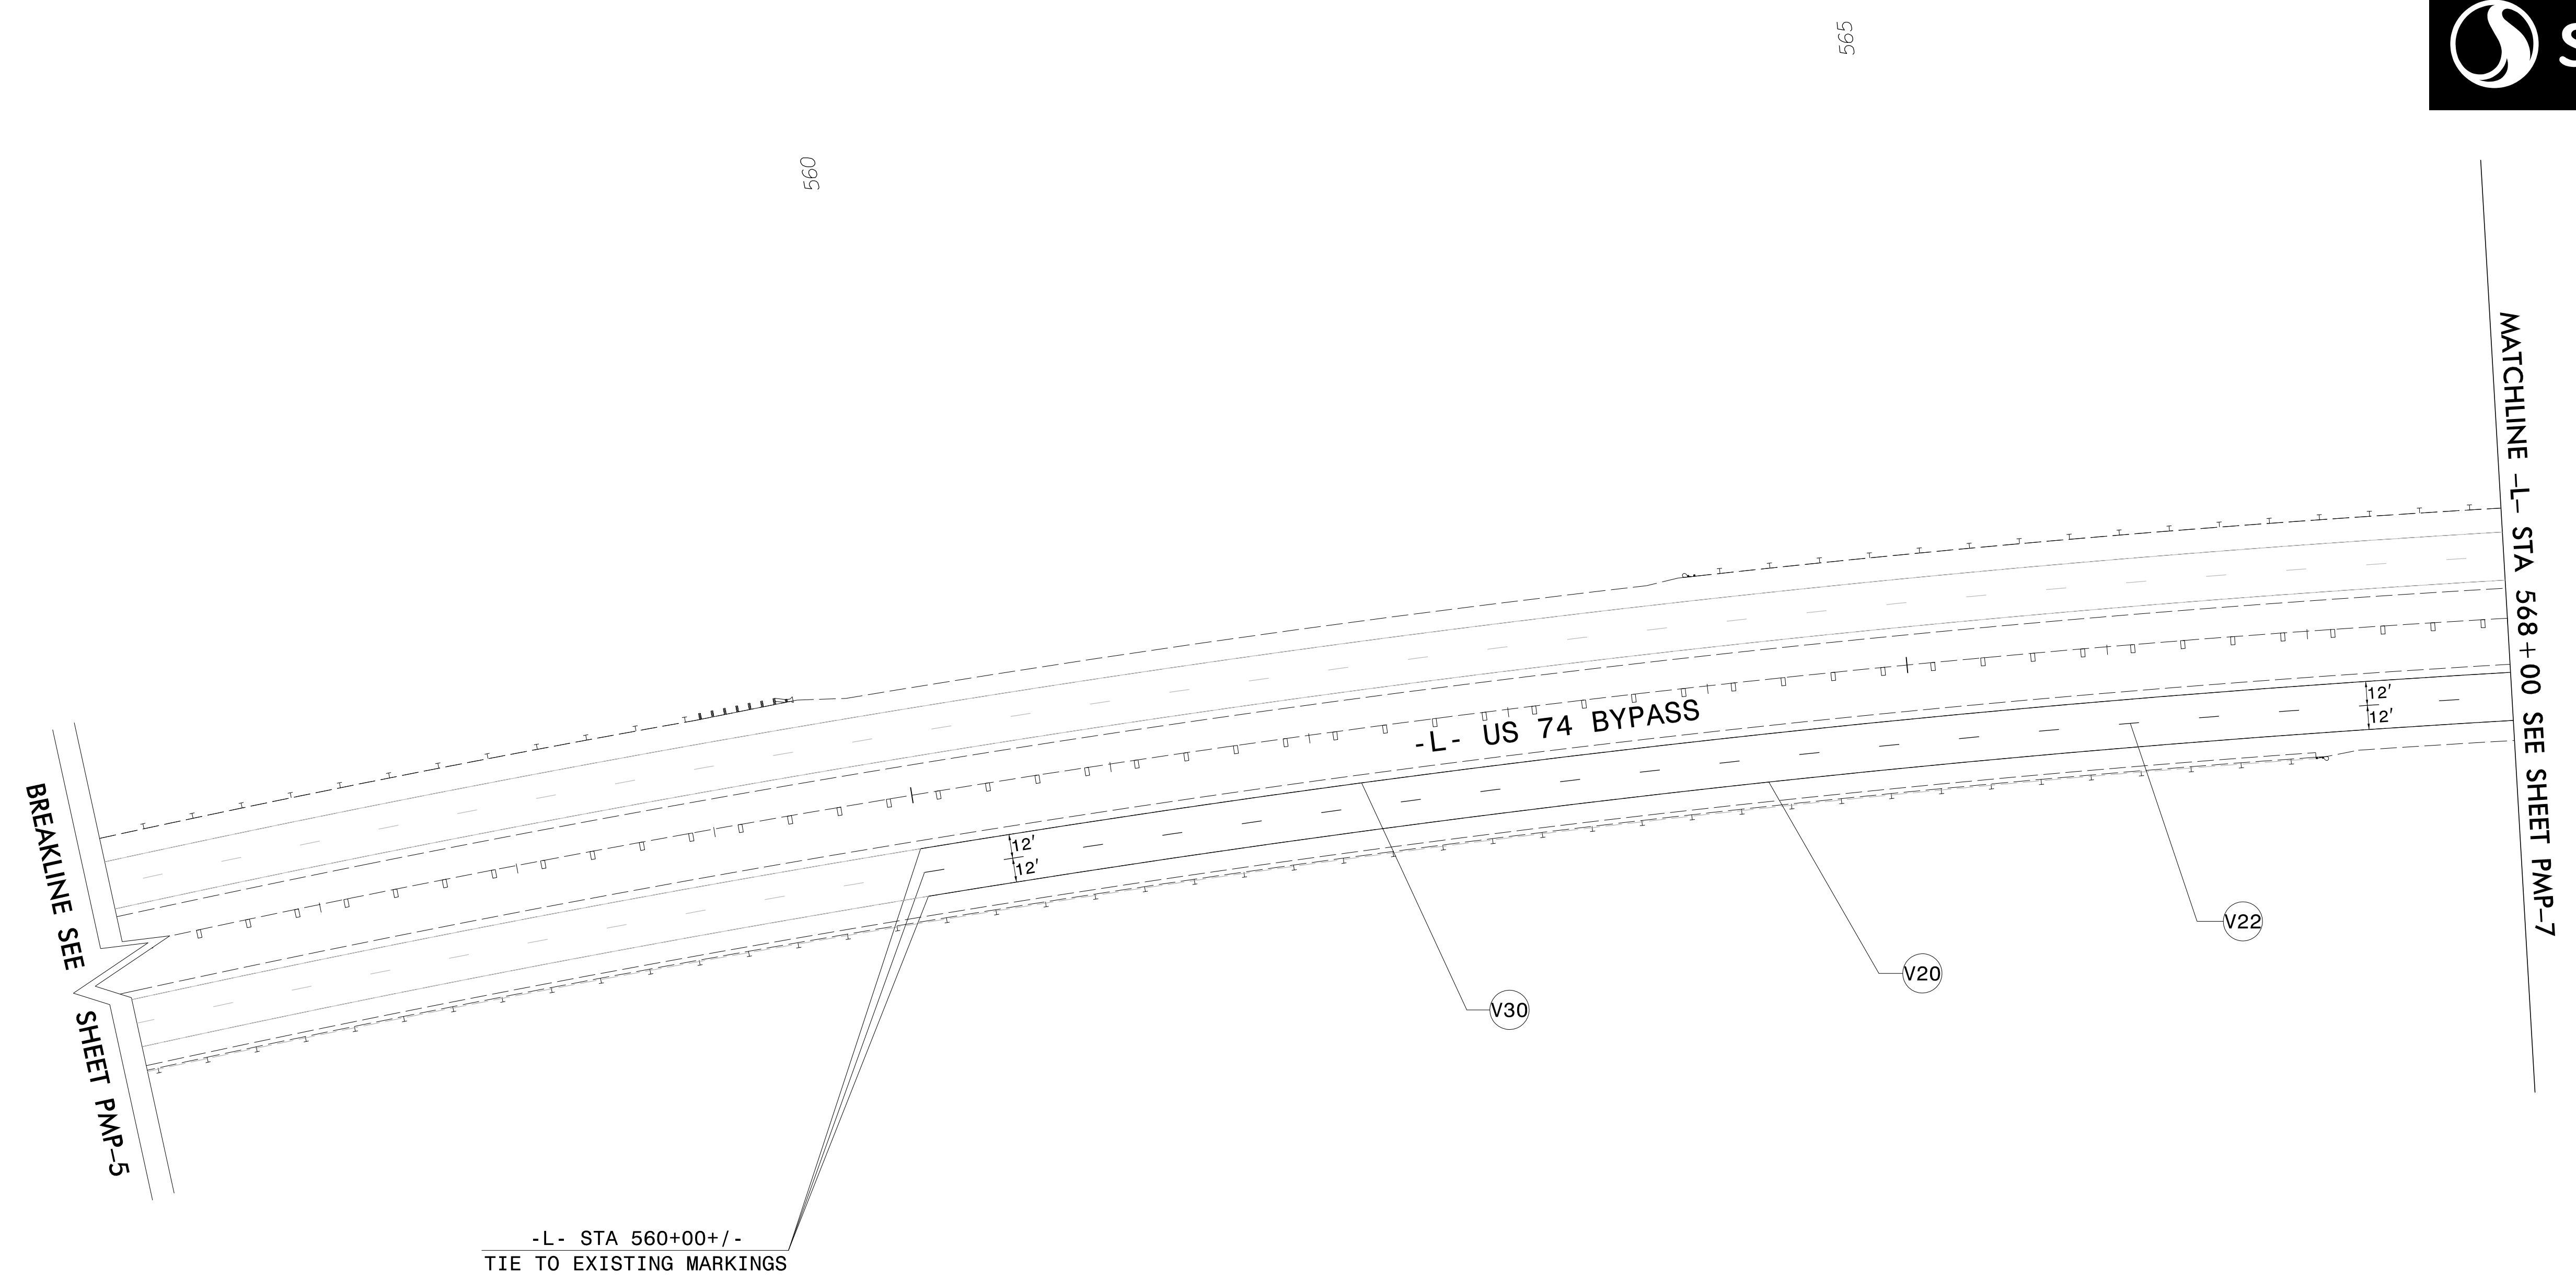 565
560
S
MATCHLINE -L- STA 568+00 SEE SHEET PMP-7
-L- US 74 BYPASS
12'
12'
12'
12'
BREAKLINE SEE
SHEET PMP-5
V22
V20
V30
-L- STA 560+00+/-
TIE TO EXISTING MARKINGS